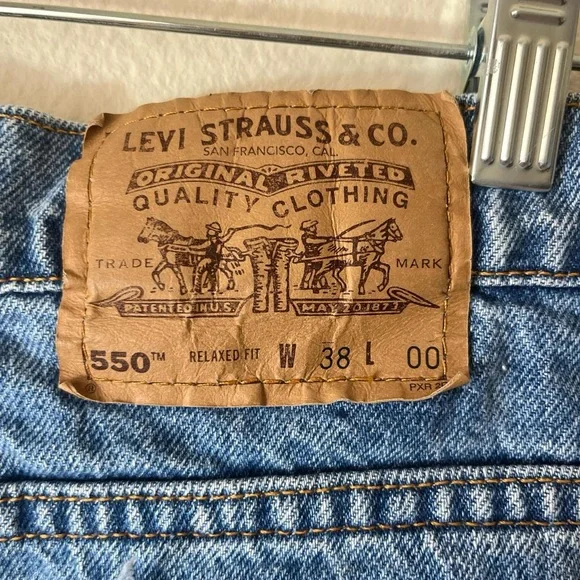 LEVI STRAUSS & CO.
SAN FRANCISCO, CAL.
ORIGINAL RIVETED
QUALITY CLOTHING
TRADE MARK
PATENTED IN U.S. MAY 20 1873
550™ RELAXED FIT W 38 L 00
PXR